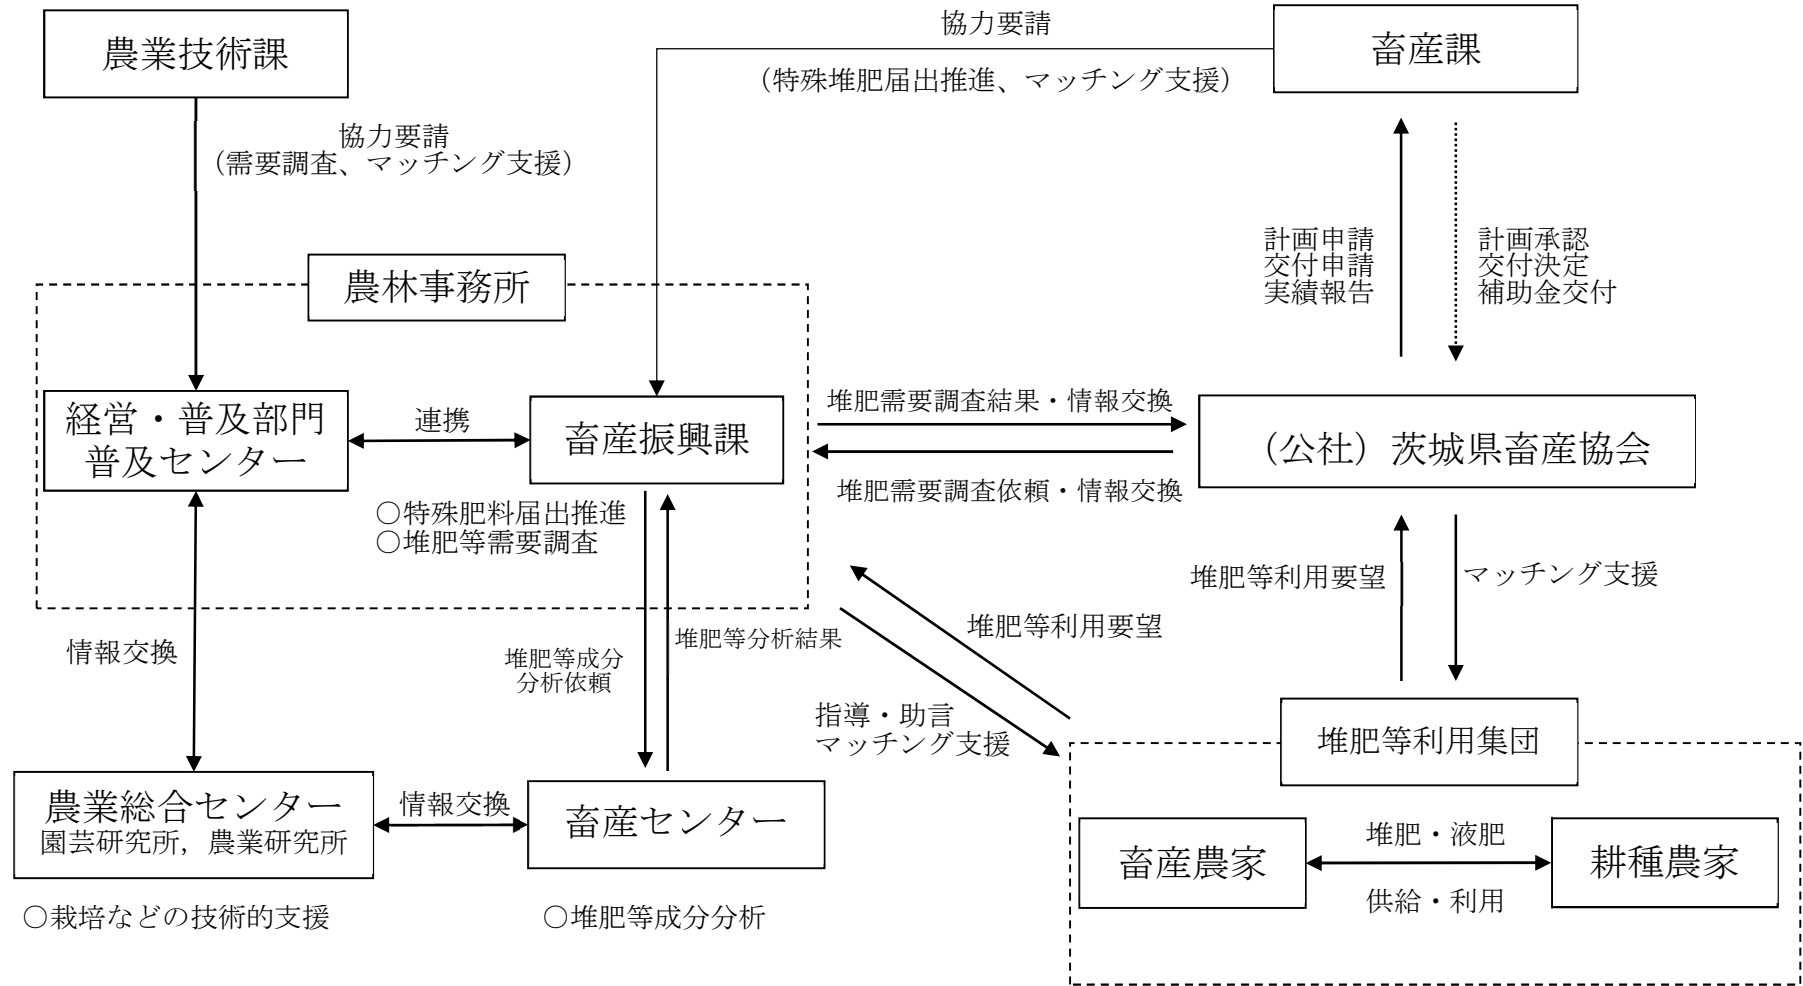 農業技術課
協力要請
（需要調査、マッチング支援）
協力要請
（特殊堆肥届出推進、マッチング支援）
畜産課
計画申請
交付申請
実績報告
計画承認
交付決定
補助金交付
農林事務所
経営・普及部門
普及センター
連携
畜産振興課
○特殊肥料届出推進
○堆肥等需要調査
堆肥需要調査結果・情報交換
堆肥需要調査依頼・情報交換
（公社）茨城県畜産協会
堆肥等利用要望
マッチング支援
情報交換
堆肥等成分
分析依頼
堆肥等分析結果
堆肥等利用要望
指導・助言
マッチング支援
農業総合センター
園芸研究所，農業研究所
○栽培などの技術的支援
情報交換
畜産センター
○堆肥等成分分析
堆肥等利用集団
畜産農家
堆肥・液肥
供給・利用
耕種農家